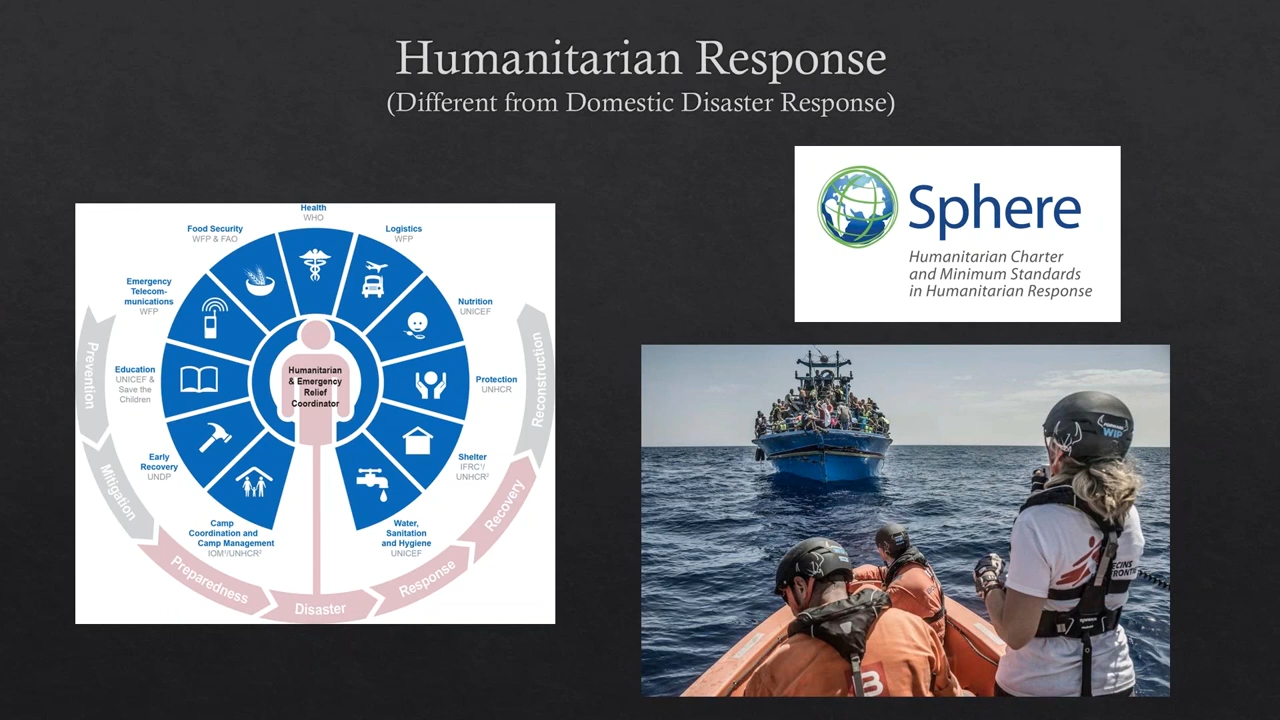 Humanitarian Response
(Different from Domestic Disaster Response)
Health
WHO
Food Security
WFP & FAO
Logistics
WFP
Emergency
Telecom-
munications
WFP
Nutrition
UNICEF
Education
UNICEF &
Save the
Children
Protection
UNHCR
Humanitarian
& Emergency
Relief
Coordinator
Early
Recovery
UNDP
Shelter
IFRC¹/
UNHCR²
Camp
Coordination and
Camp Management
IOM¹/UNHCR²
Water,
Sanitation
and Hygiene
UNICEF
Prevention
Mitigation
Preparedness
Disaster
Response
Recovery
Reconstruction
Sphere
Humanitarian Charter
and Minimum Standards
in Humanitarian Response
WIP
ECINS
FRONTI
B